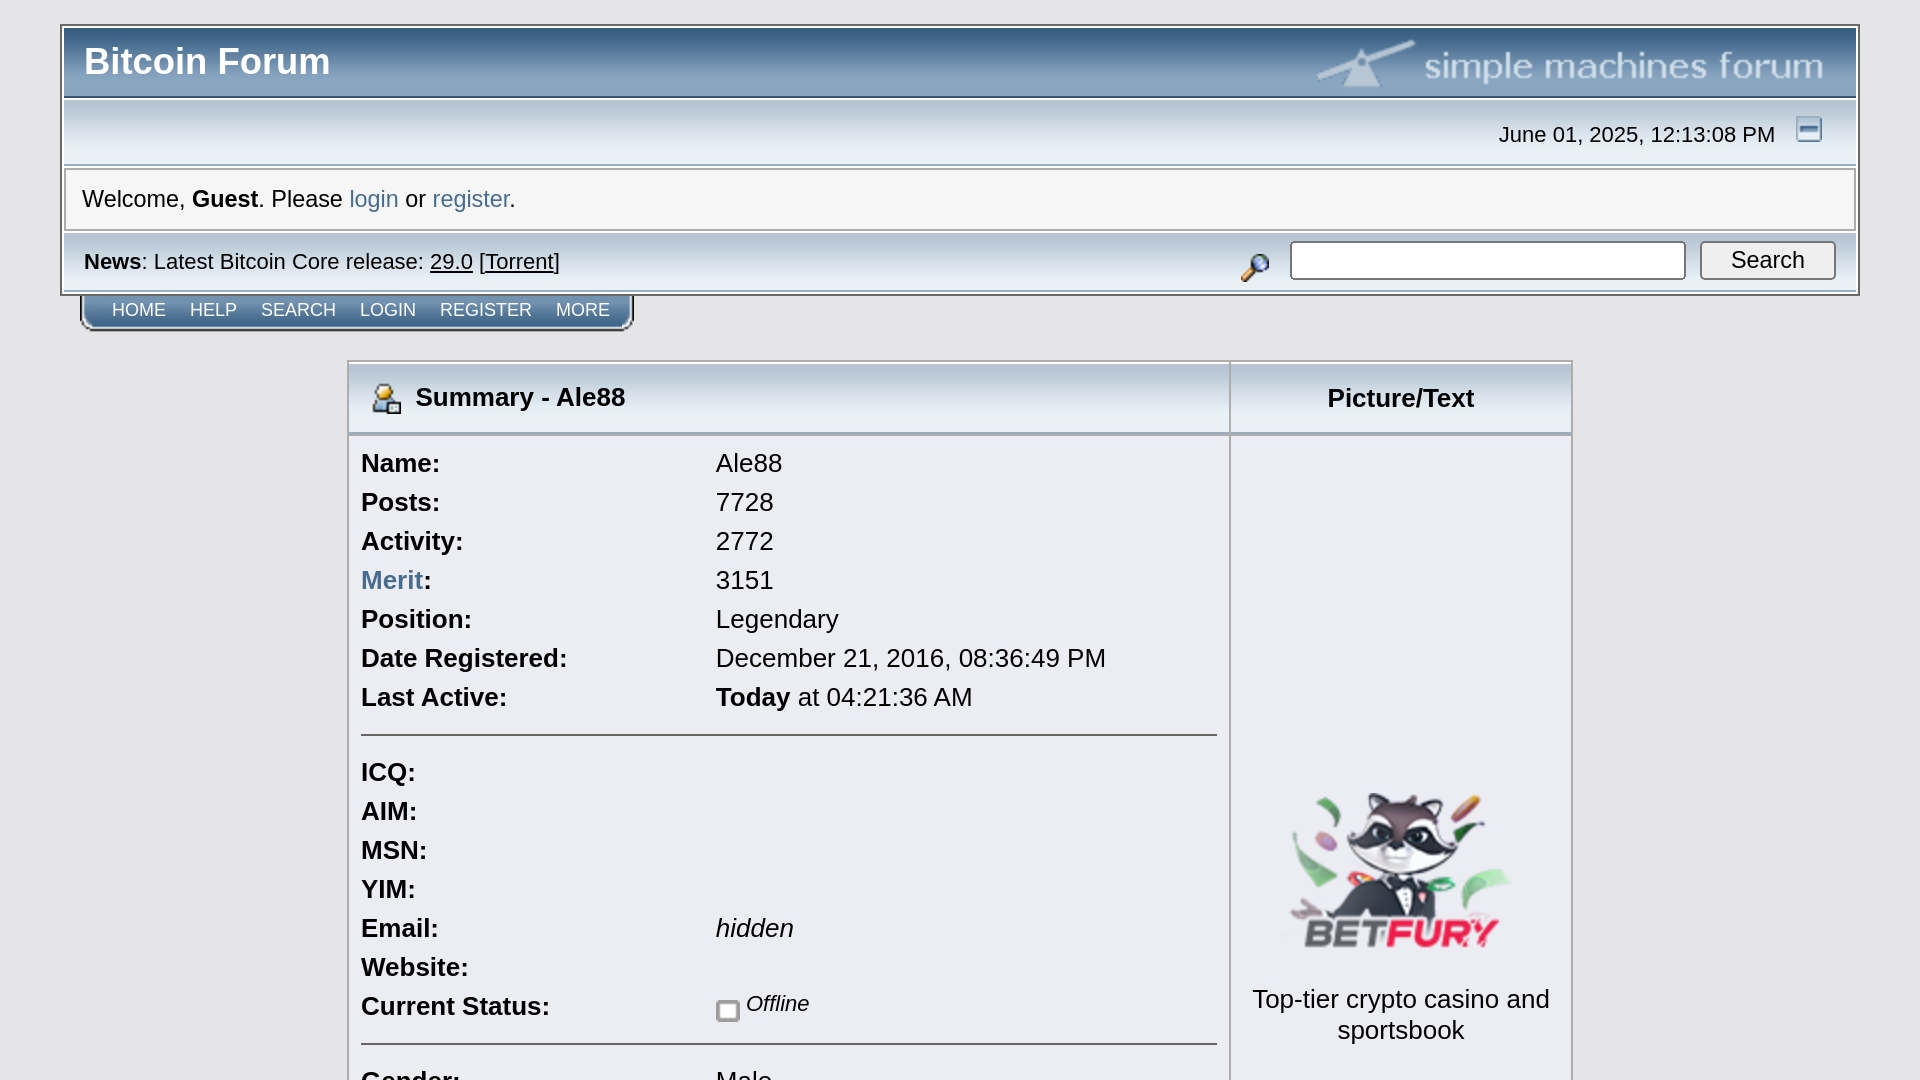 Bitcoin Forum
simple machines forum
June 01, 2025, 12:13:08 PM
Welcome, Guest. Please login or register.
News: Latest Bitcoin Core release: 29.0 [Torrent]
Search
HOME HELP SEARCH LOGIN REGISTER MORE
Summary - Ale88
Picture/Text
Name: Ale88
Posts: 7728
Activity: 2772
Merit: 3151
Position: Legendary
Date Registered: December 21, 2016, 08:36:49 PM
Last Active: Today at 04:21:36 AM
ICQ:
AIM:
MSN:
YIM:
Email: hidden
Website:
Current Status: Offline
BETFURY
Top-tier crypto casino and
sportsbook
Gender: Male